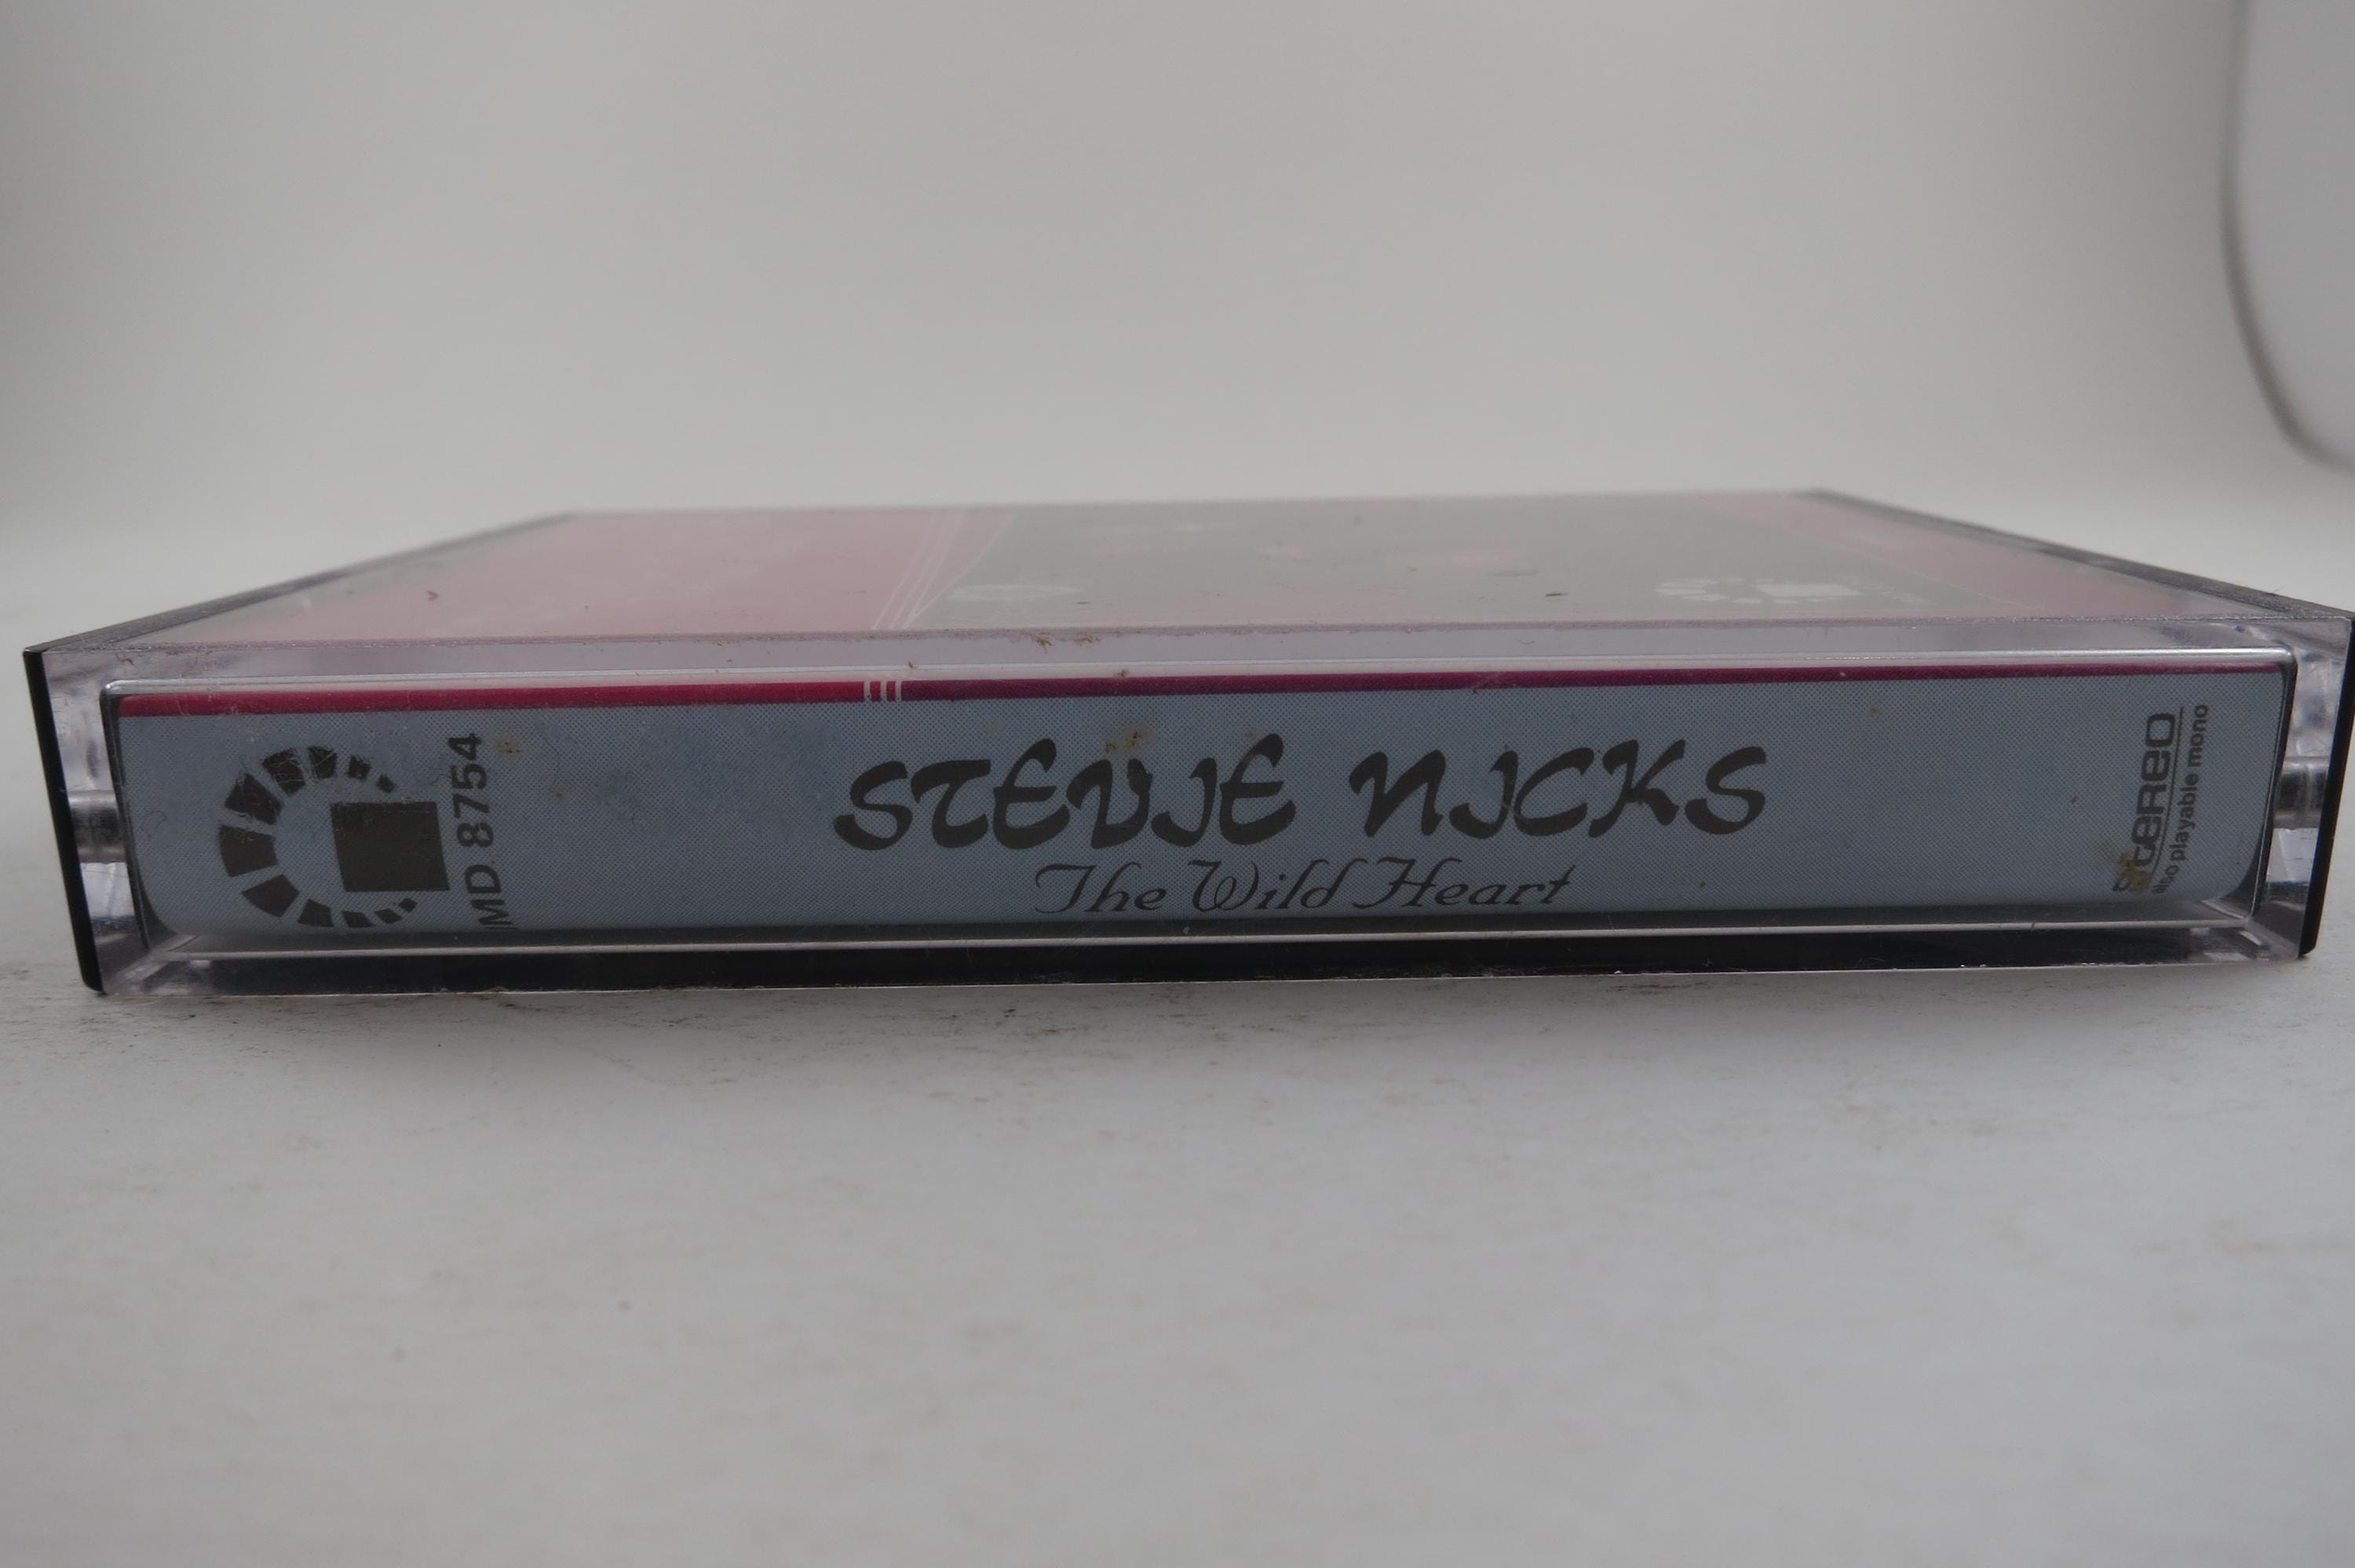 MD. 8754
STEVIE NICKS
The Wild Heart
stereo
also playable mono